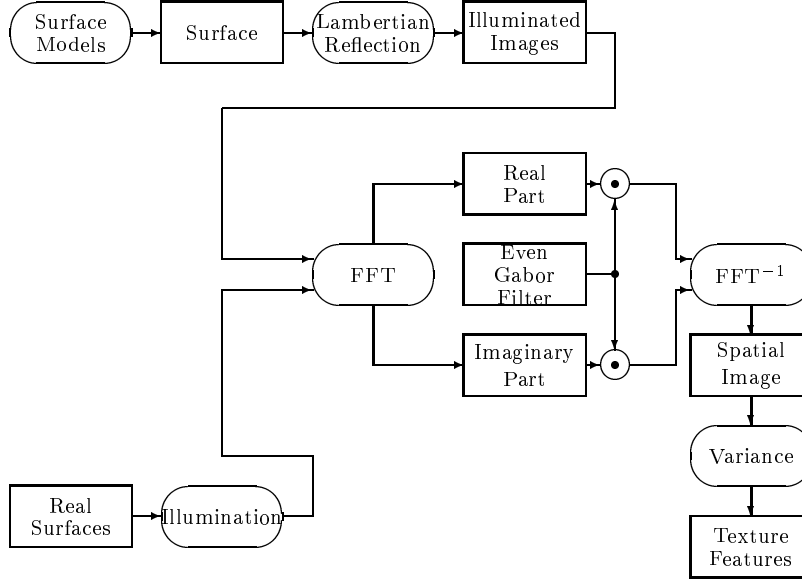 Surface
Models
Surface
Lambertian
Reflection
Illuminated
Images
Real
Part
Even
Gabor
Filter
FFT
FFT⁻¹
Imaginary
Part
Spatial
Image
Variance
Real
Surfaces
Illumination
Texture
Features